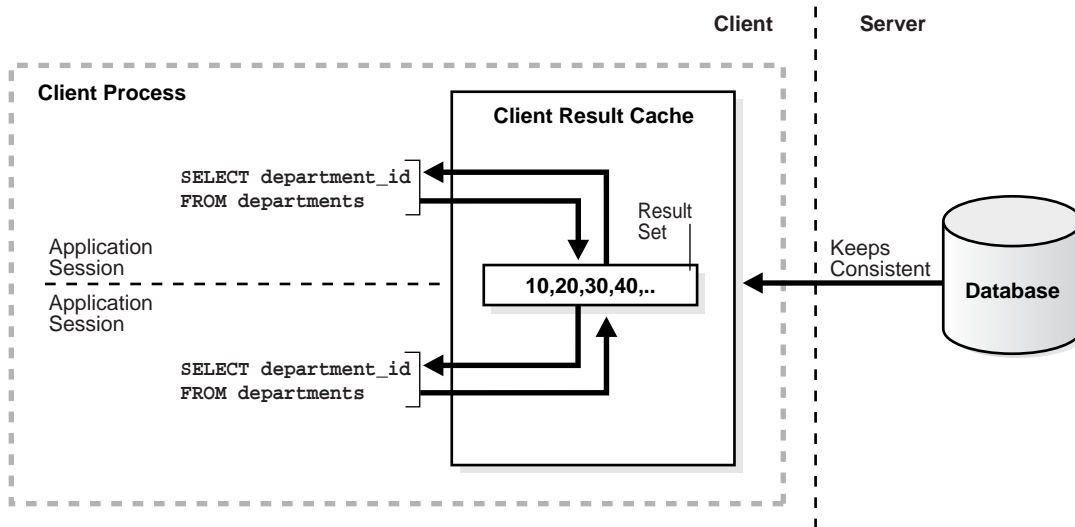 Client
Server
Client Process
Client Result Cache
SELECT department_id
FROM departments
Result
Set
Application
Session
Keeps
Consistent
10,20,30,40,..
Database
Application
Session
SELECT department_id
FROM departments